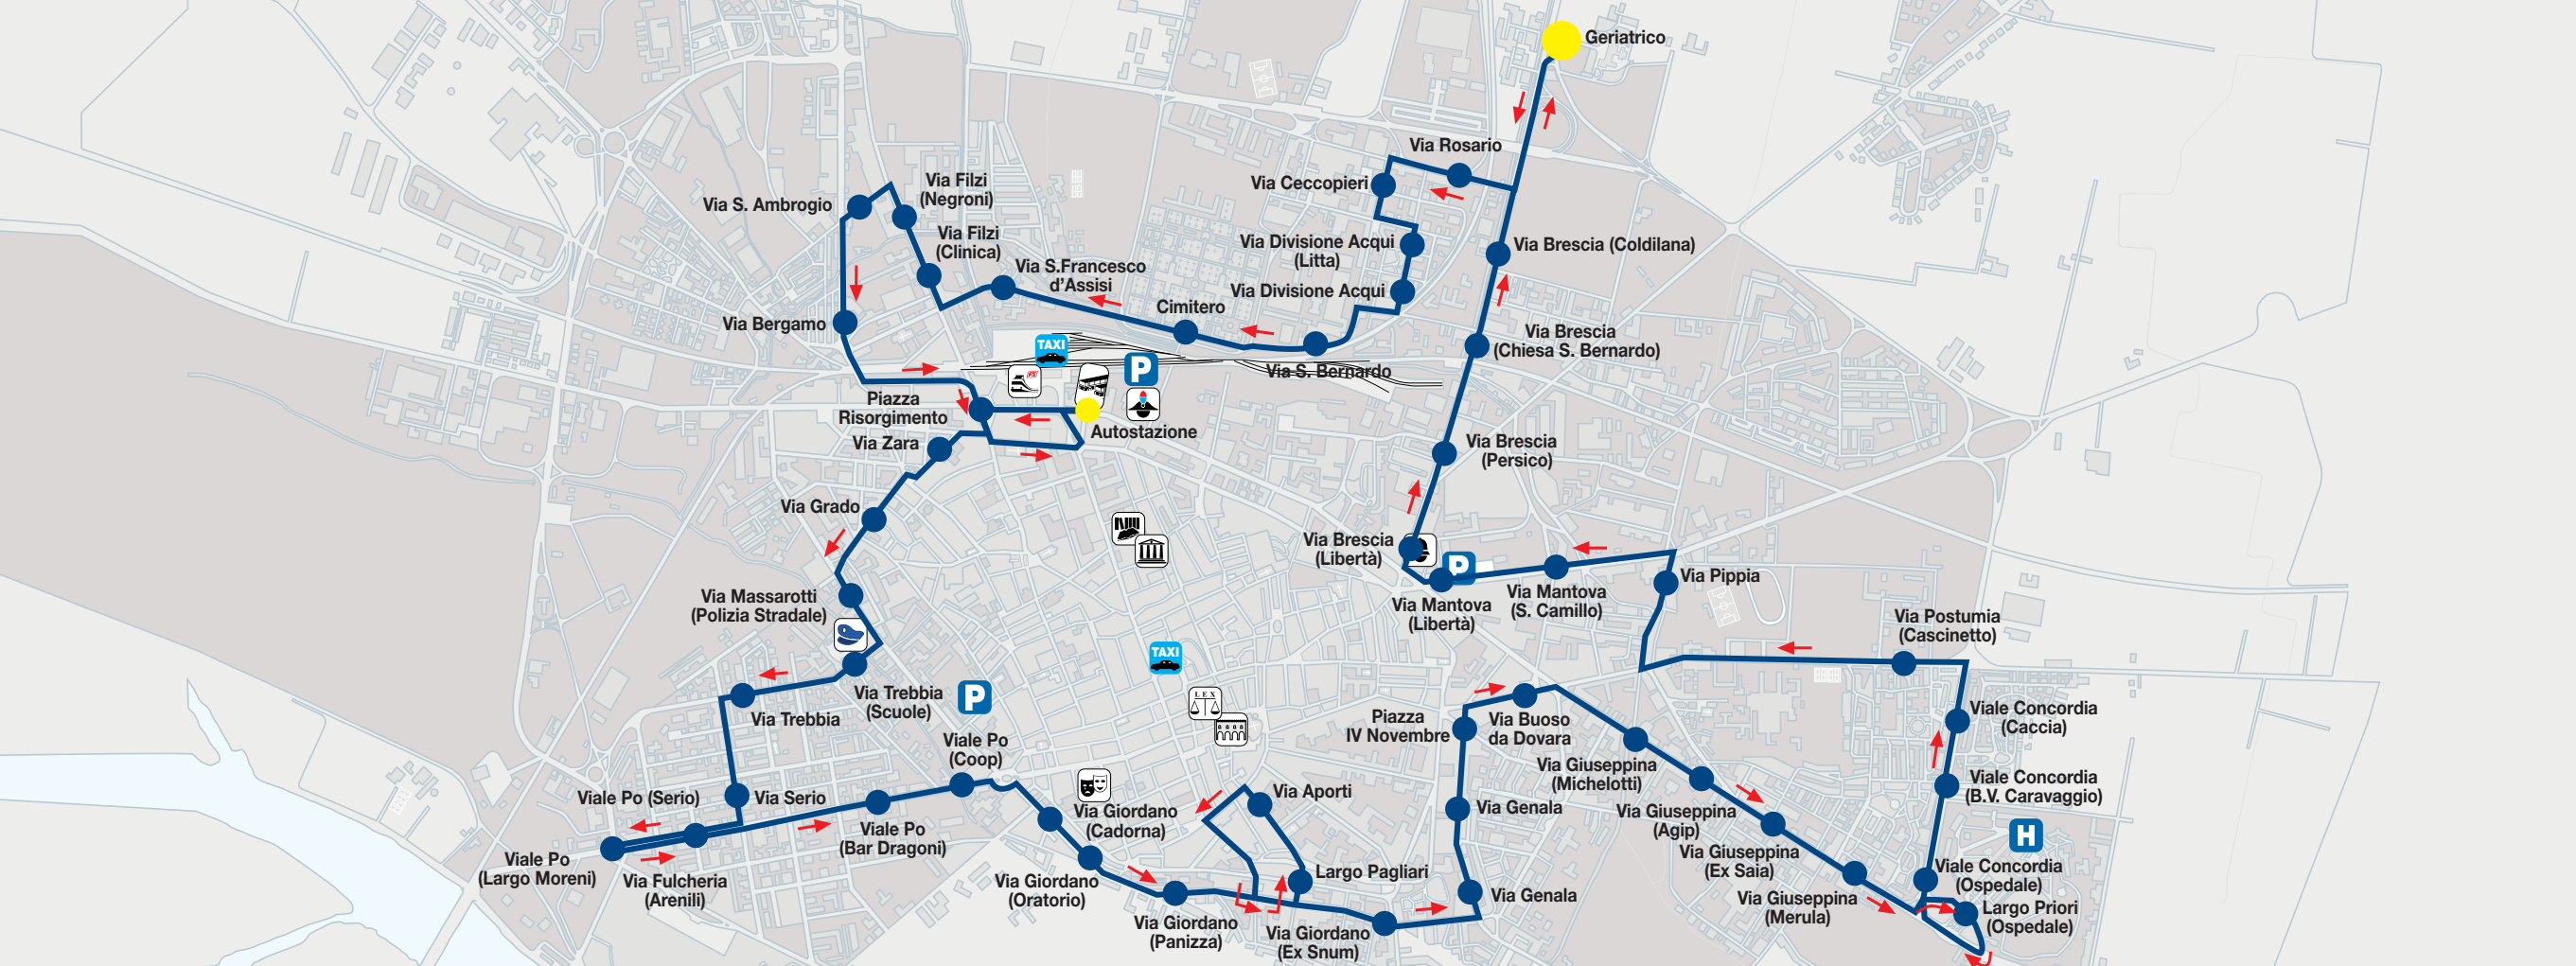 Geriatrico
Via Rosario
Via Filzi
(Negroni)
Via Ceccopieri
Via S. Ambrogio
Via Filzi
(Clinica)
Via Divisione Acqui
(Litta)
Via Brescia (Coldilana)
Via S.Francesco
d'Assisi
Via Divisione Acqui
Cimitero
Via Bergamo
Via Brescia
(Chiesa S. Bernardo)
TAXI
P
Via S. Bernardo
FS
Piazza
Risorgimento
Autostazione
Via Zara
Via Brescia
(Persico)
Via Grado
Via Brescia
(Libertà)
P
Via Pippia
Via Massarotti
(Polizia Stradale)
Via Mantova
(Libertà)
Via Mantova
(S. Camillo)
Via Postumia
(Cascinetto)
TAXI
Via Trebbia
(Scuole)
P
LEX
Via Trebbia
Piazza
IV Novembre
Via Buoso
da Dovara
Viale Concordia
(Caccia)
Viale Po
(Coop)
Via Giuseppina
(Michelotti)
Viale Concordia
(B.V. Caravaggio)
Viale Po (Serio)
Via Serio
Via Aporti
Via Genala
Via Giordano
(Cadorna)
Via Giuseppina
(Agip)
H
Viale Po
(Bar Dragoni)
Via Giuseppina
(Ex Saia)
Viale Po
(Largo Moreni)
Largo Pagliari
Viale Concordia
(Ospedale)
Via Fulcheria
(Arenili)
Via Giordano
(Oratorio)
Via Genala
Via Giuseppina
(Merula)
Largo Priori
(Ospedale)
Via Giordano
(Panizza)
Via Giordano
(Ex Snum)